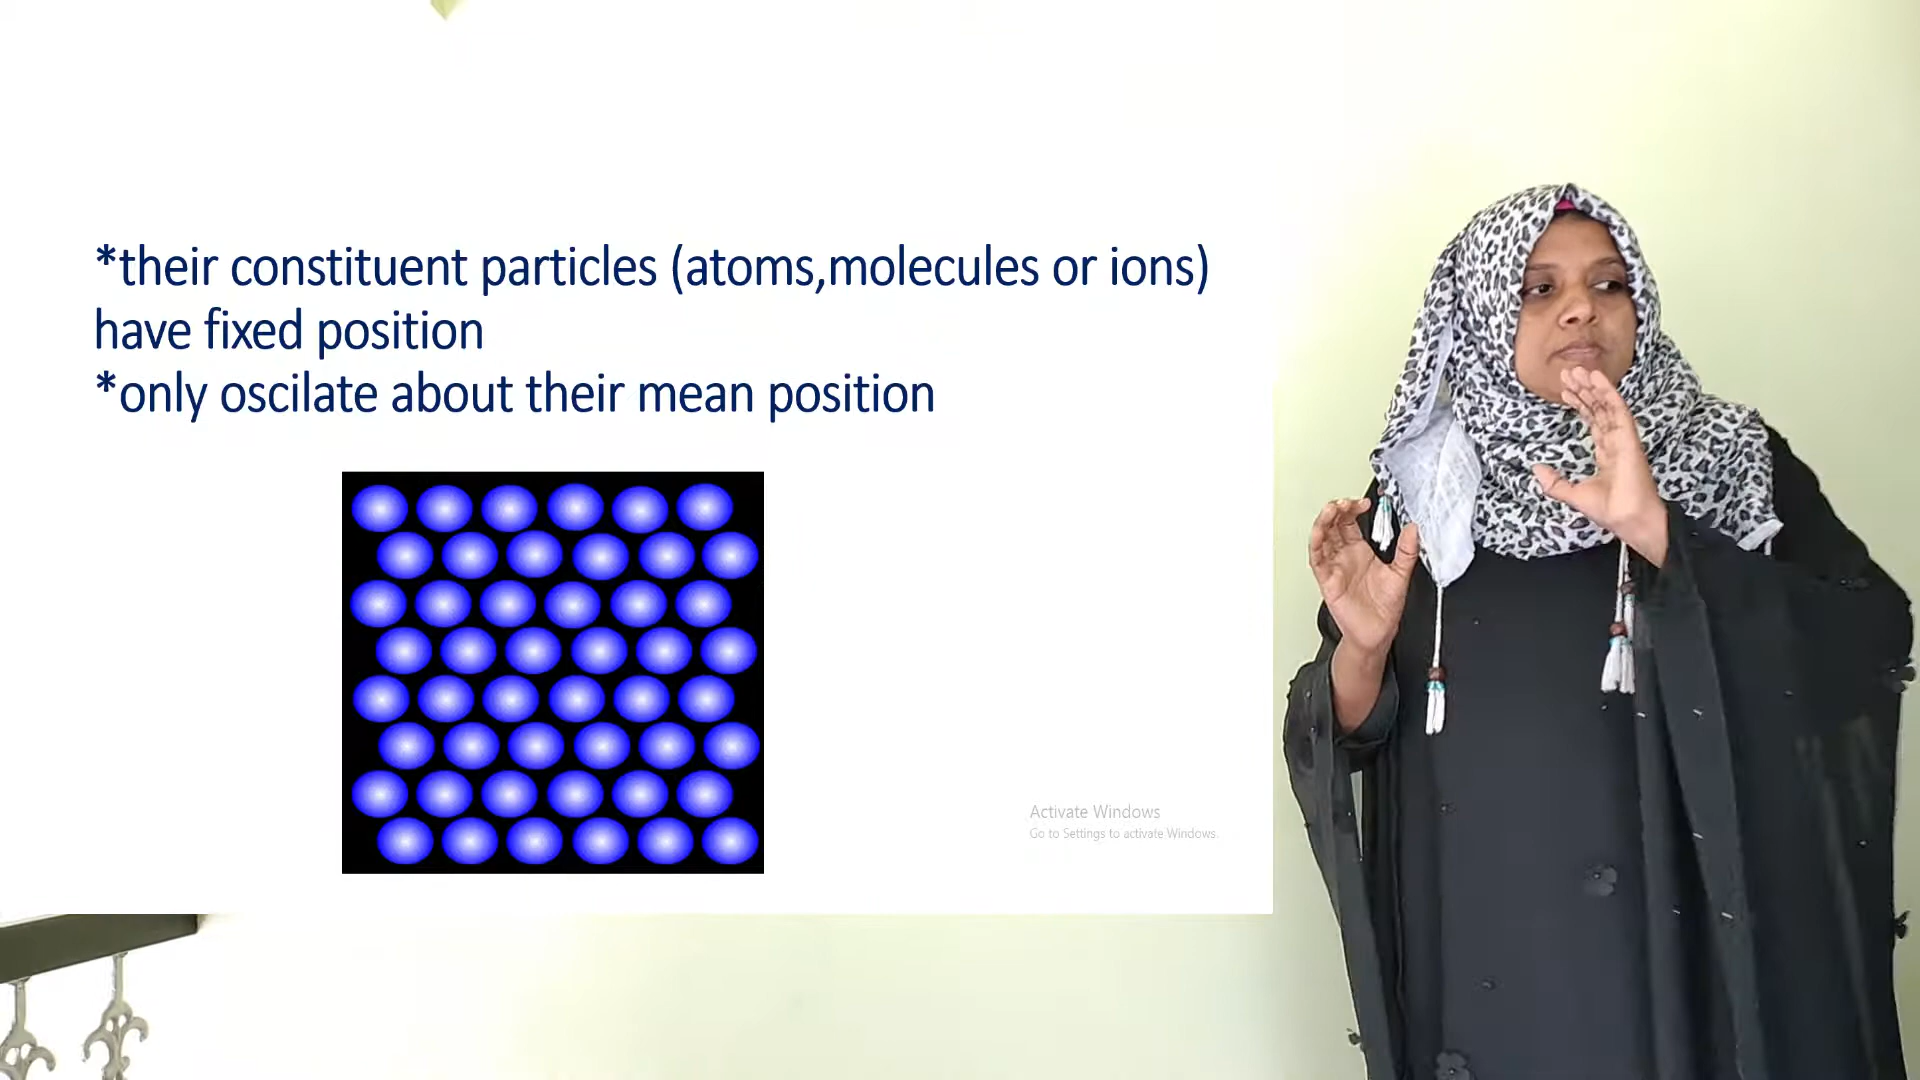 *their constituent particles (atoms,molecules or ions)
have fixed position
*only oscilate about their mean position
Activate Windows
Go to Settings to activate Windows.